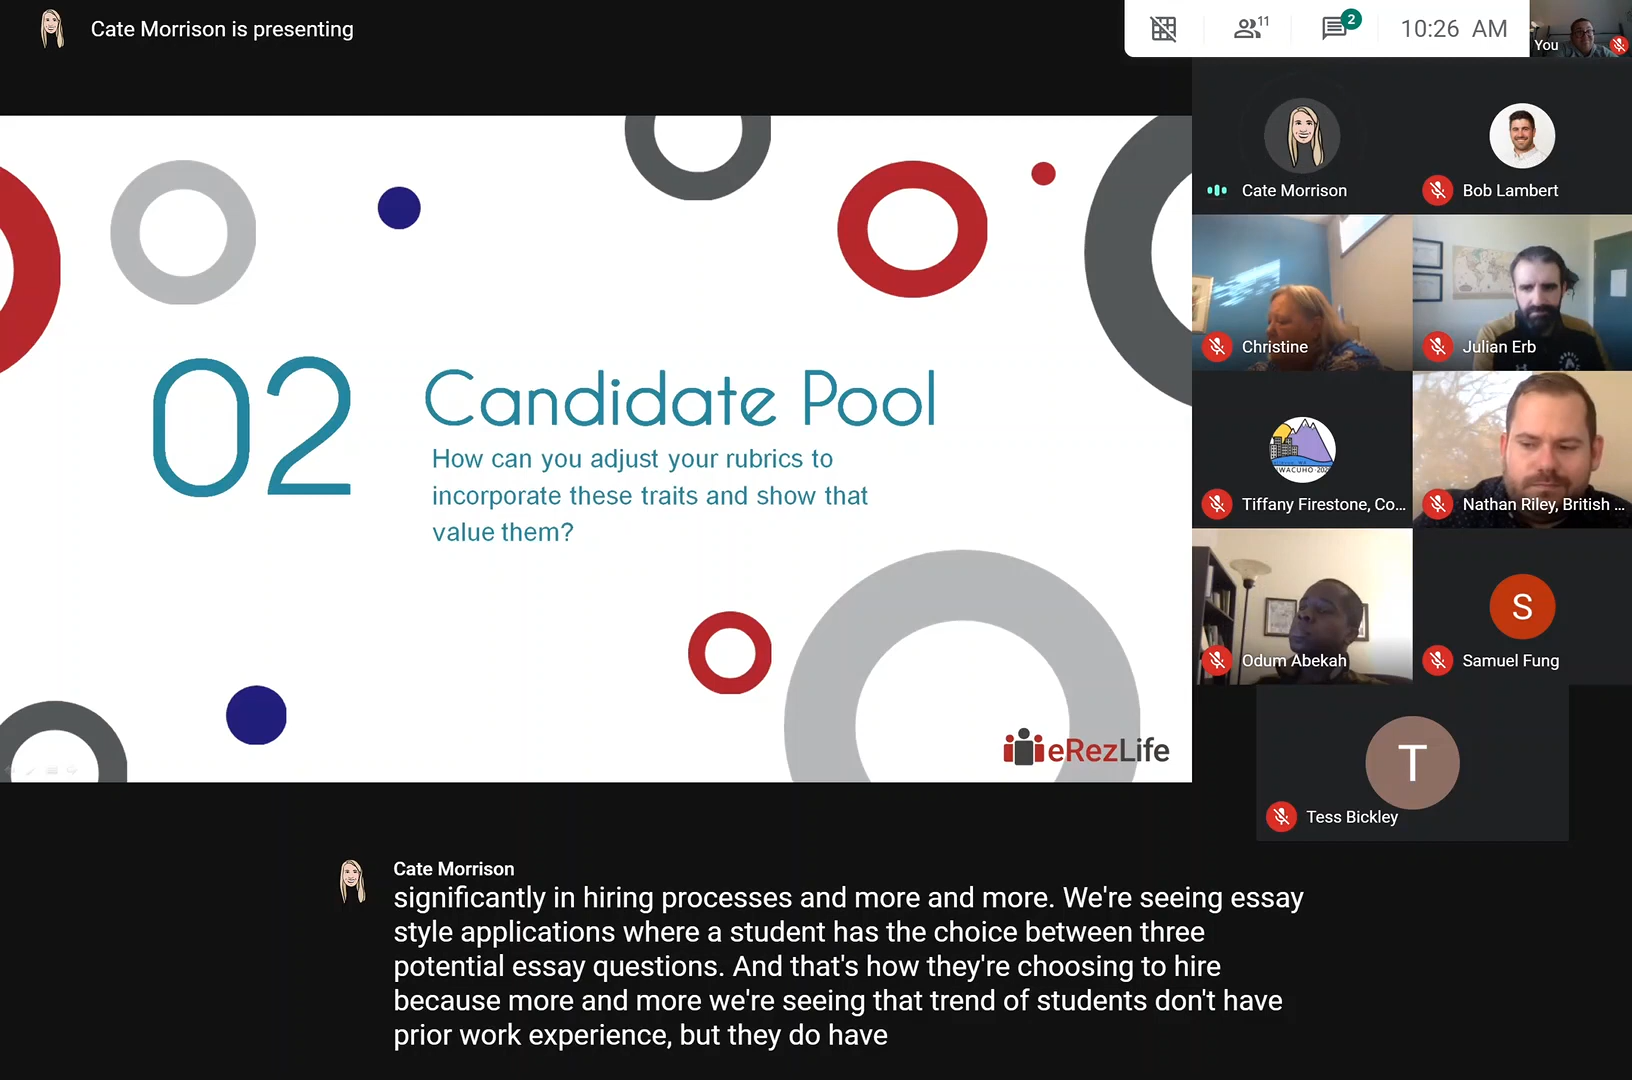 Cate Morrison is presenting
11
2
10:26 AM
You
Cate Morrison
Bob Lambert
Christine
Julian Erb
Tiffany Firestone, Co...
Nathan Riley, British ...
Odum Abekah
S
Samuel Fung
T
Tess Bickley
02
Candidate Pool
How can you adjust your rubrics to
incorporate these traits and show that
value them?
eRezLife
Cate Morrison
significantly in hiring processes and more and more. We're seeing essay
style applications where a student has the choice between three
potential essay questions. And that's how they're choosing to hire
because more and more we're seeing that trend of students don't have
prior work experience, but they do have